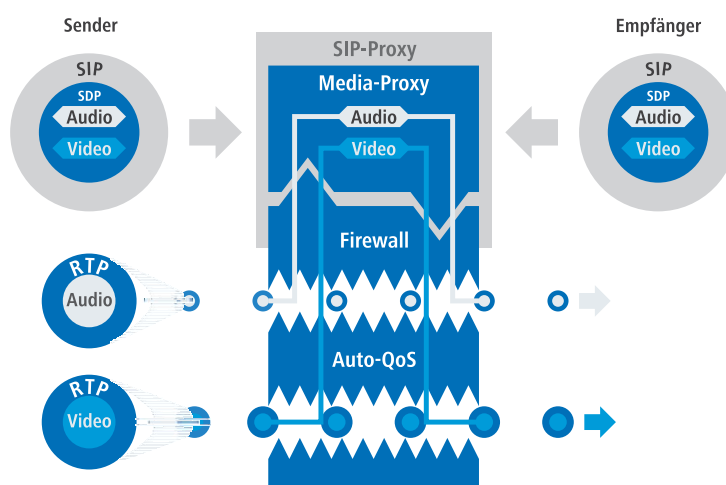 Sender
Empfänger
SIP-Proxy
SIP
SDP
Audio
Video
Media-Proxy
Audio
Video
SIP
SDP
Audio
Video
Firewall
RTP
Audio
Auto-QoS
RTP
Video